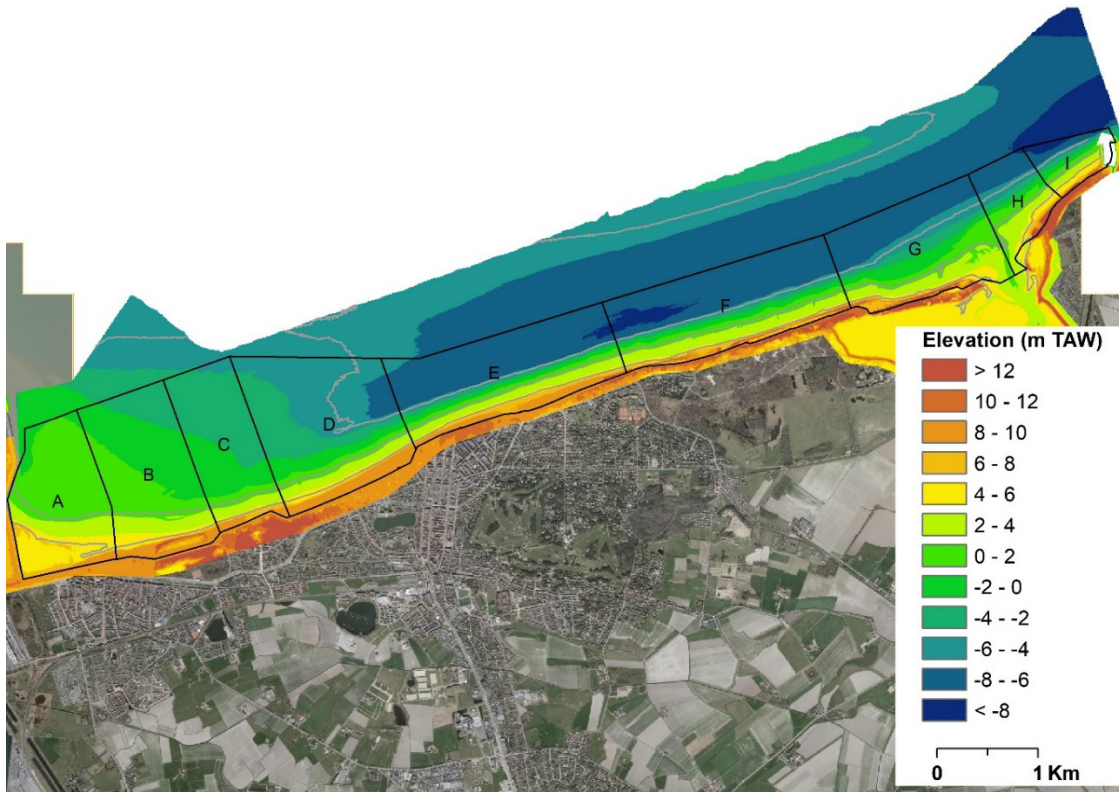 A
B
C
D
E
F
G
H
I
Elevation (m TAW)
> 12
10 - 12
8 - 10
6 - 8
4 - 6
2 - 4
0 - 2
-2 - 0
-4 - -2
-6 - -4
-8 - -6
< -8
0
1 Km